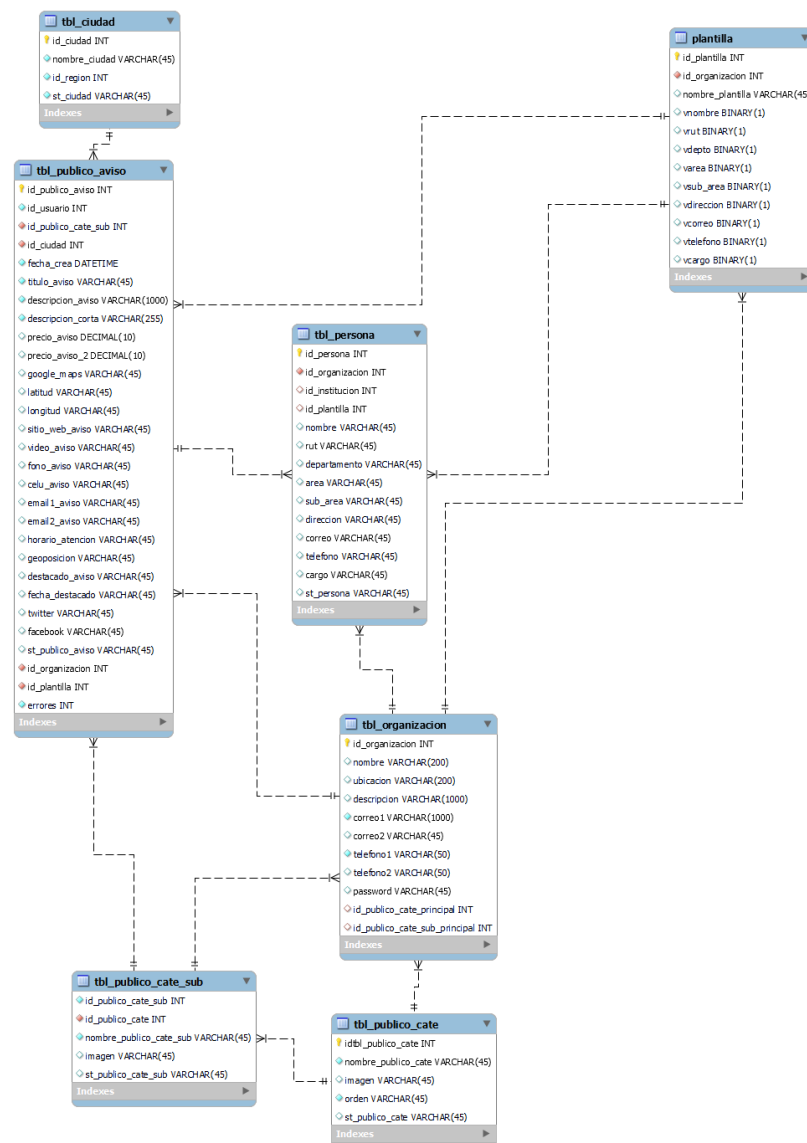 tbl_ciudad
id_ciudad INT
nombre_ciudad VARCHAR(45)
id_region INT
st_ciudad VARCHAR(45)
Indexes
plantilla
id_plantilla INT
id_organizacion INT
nombre_plantilla VARCHAR(45
vnombre BINARY(1)
vrut BINARY(1)
vdepto BINARY(1)
varea BINARY(1)
vsub_area BINARY(1)
vdireccion BINARY(1)
vcorreo BINARY(1)
vtelefono BINARY(1)
vcargo BINARY(1)
Indexes
tbl_publico_aviso
id_publico_aviso INT
id_usuario INT
id_publico_cate_sub INT
id_ciudad INT
fecha_crea DATETIME
titulo_aviso VARCHAR(45)
descripcion_aviso VARCHAR(1000)
descripcion_corta VARCHAR(255)
precio_aviso DECIMAL(10)
precio_aviso_2 DECIMAL(10)
google_maps VARCHAR(45)
latitud VARCHAR(45)
longitud VARCHAR(45)
sitio_web_aviso VARCHAR(45)
video_aviso VARCHAR(45)
fono_aviso VARCHAR(45)
celu_aviso VARCHAR(45)
email1_aviso VARCHAR(45)
email2_aviso VARCHAR(45)
horario_atencion VARCHAR(45)
geoposicion VARCHAR(45)
destacado_aviso VARCHAR(45)
fecha_destacado VARCHAR(45)
twitter VARCHAR(45)
facebook VARCHAR(45)
st_publico_aviso VARCHAR(45)
id_organizacion INT
id_plantilla INT
errores INT
Indexes
tbl_persona
id_persona INT
id_organizacion INT
id_institucion INT
id_plantilla INT
nombre VARCHAR(45)
rut VARCHAR(45)
departamento VARCHAR(45)
area VARCHAR(45)
sub_area VARCHAR(45)
direccion VARCHAR(45)
correo VARCHAR(45)
telefono VARCHAR(45)
cargo VARCHAR(45)
st_persona VARCHAR(45)
Indexes
tbl_organizacion
id_organizacion INT
nombre VARCHAR(200)
ubicacion VARCHAR(200)
descripcion VARCHAR(1000)
correo1 VARCHAR(1000)
correo2 VARCHAR(45)
telefono1 VARCHAR(50)
telefono2 VARCHAR(50)
password VARCHAR(45)
id_publico_cate_principal INT
id_publico_cate_sub_principal INT
Indexes
tbl_publico_cate_sub
id_publico_cate_sub INT
id_publico_cate INT
nombre_publico_cate_sub VARCHAR(45)
imagen VARCHAR(45)
st_publico_cate_sub VARCHAR(45)
Indexes
tbl_publico_cate
idtbl_publico_cate INT
nombre_publico_cate VARCHAR(45)
imagen VARCHAR(45)
orden VARCHAR(45)
st_publico_cate VARCHAR(45)
Indexes